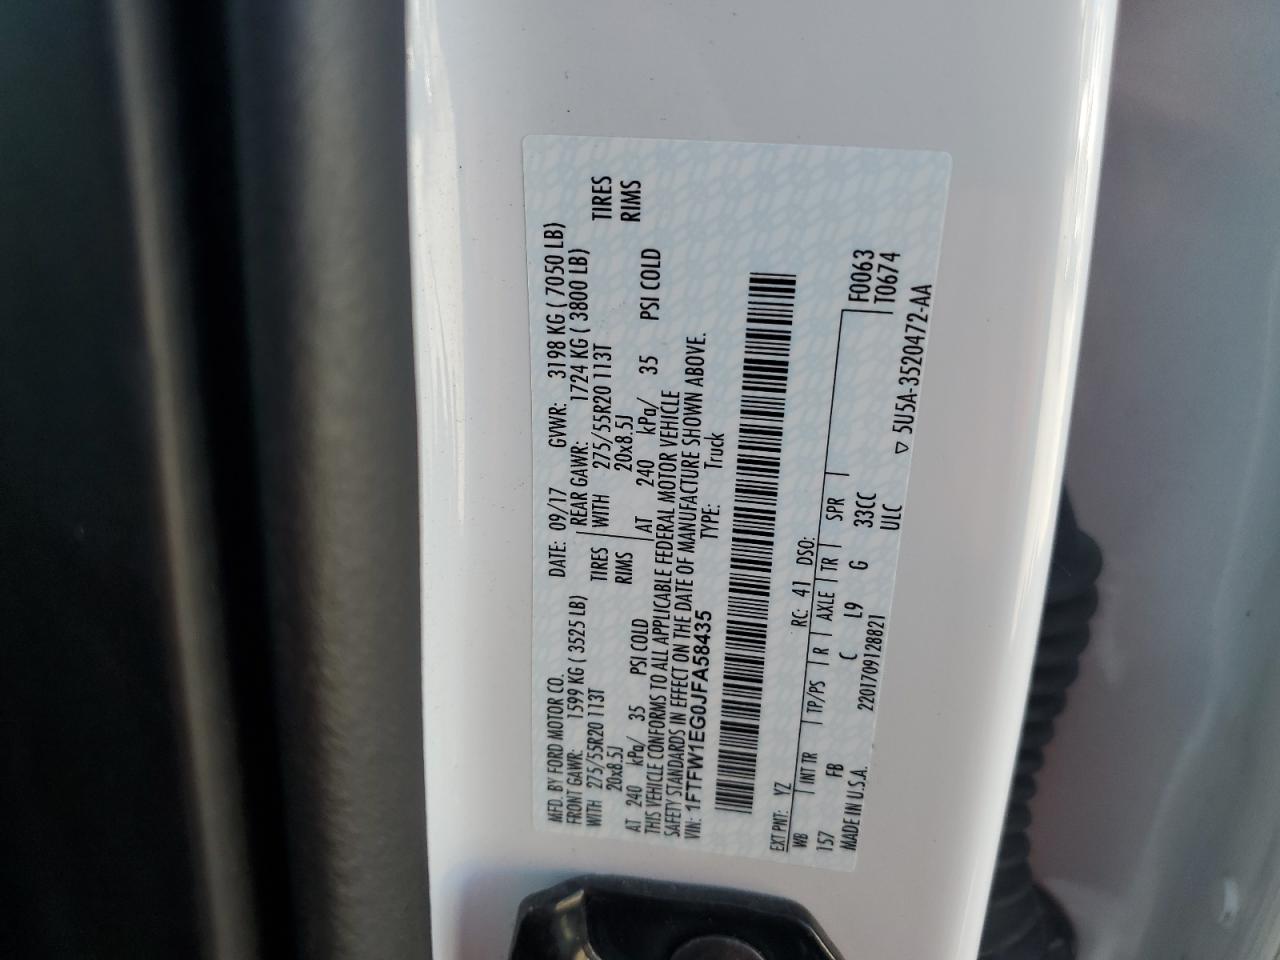 MFD. BY FORD MOTOR CO. DATE: 09/17 GVWR: 3198 KG ( 7050 LB)
FRONT GAWR: 1599 KG ( 3525 LB) REAR GAWR: 1724 KG ( 3800 LB)
WITH 275/55R20 113T TIRES WITH 275/55R20 113T TIRES
20x8.5J RIMS 20x8.5J RIMS
AT 240 kPa/ 35 PSI COLD AT 240 kPa/ 35 PSI COLD
THIS VEHICLE CONFORMS TO ALL APPLICABLE FEDERAL MOTOR VEHICLE
SAFETY STANDARDS IN EFFECT ON THE DATE OF MANUFACTURE SHOWN ABOVE.
VIN: 1FTFW1EG0JFA58435 TYPE: Truck
EXT PNT: YZ RC: 41 DSO: F0063
WB INT TR TP/PS R AXLE TR SPR T0674
157 FB C L9 G 33CC
MADE IN U.S.A. 2201709128821 ULC
▽ 5U5A-3520472-AA